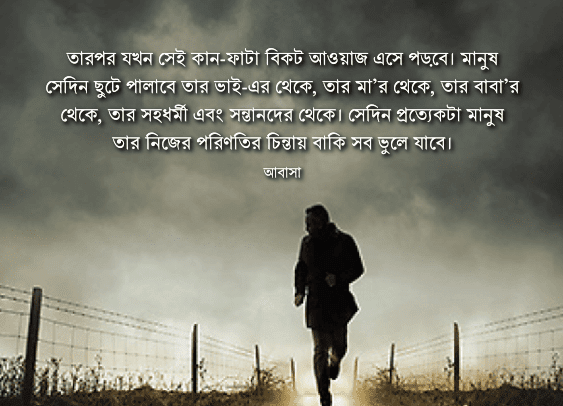 তারপর যখন সেই কান-ফাটা বিকট আওয়াজ এসে পড়বে। মানুষ
সেদিন ছুটে পালাবে তার ভাই-এর থেকে, তার মা’র থেকে, তার বাবা’র
থেকে, তার সহধর্মী এবং সন্তানদের থেকে। সেদিন প্রত্যেকটা মানুষ
তার নিজের পরিণতির চিন্তায় বাকি সব ভুলে যাবে।
আবাসা